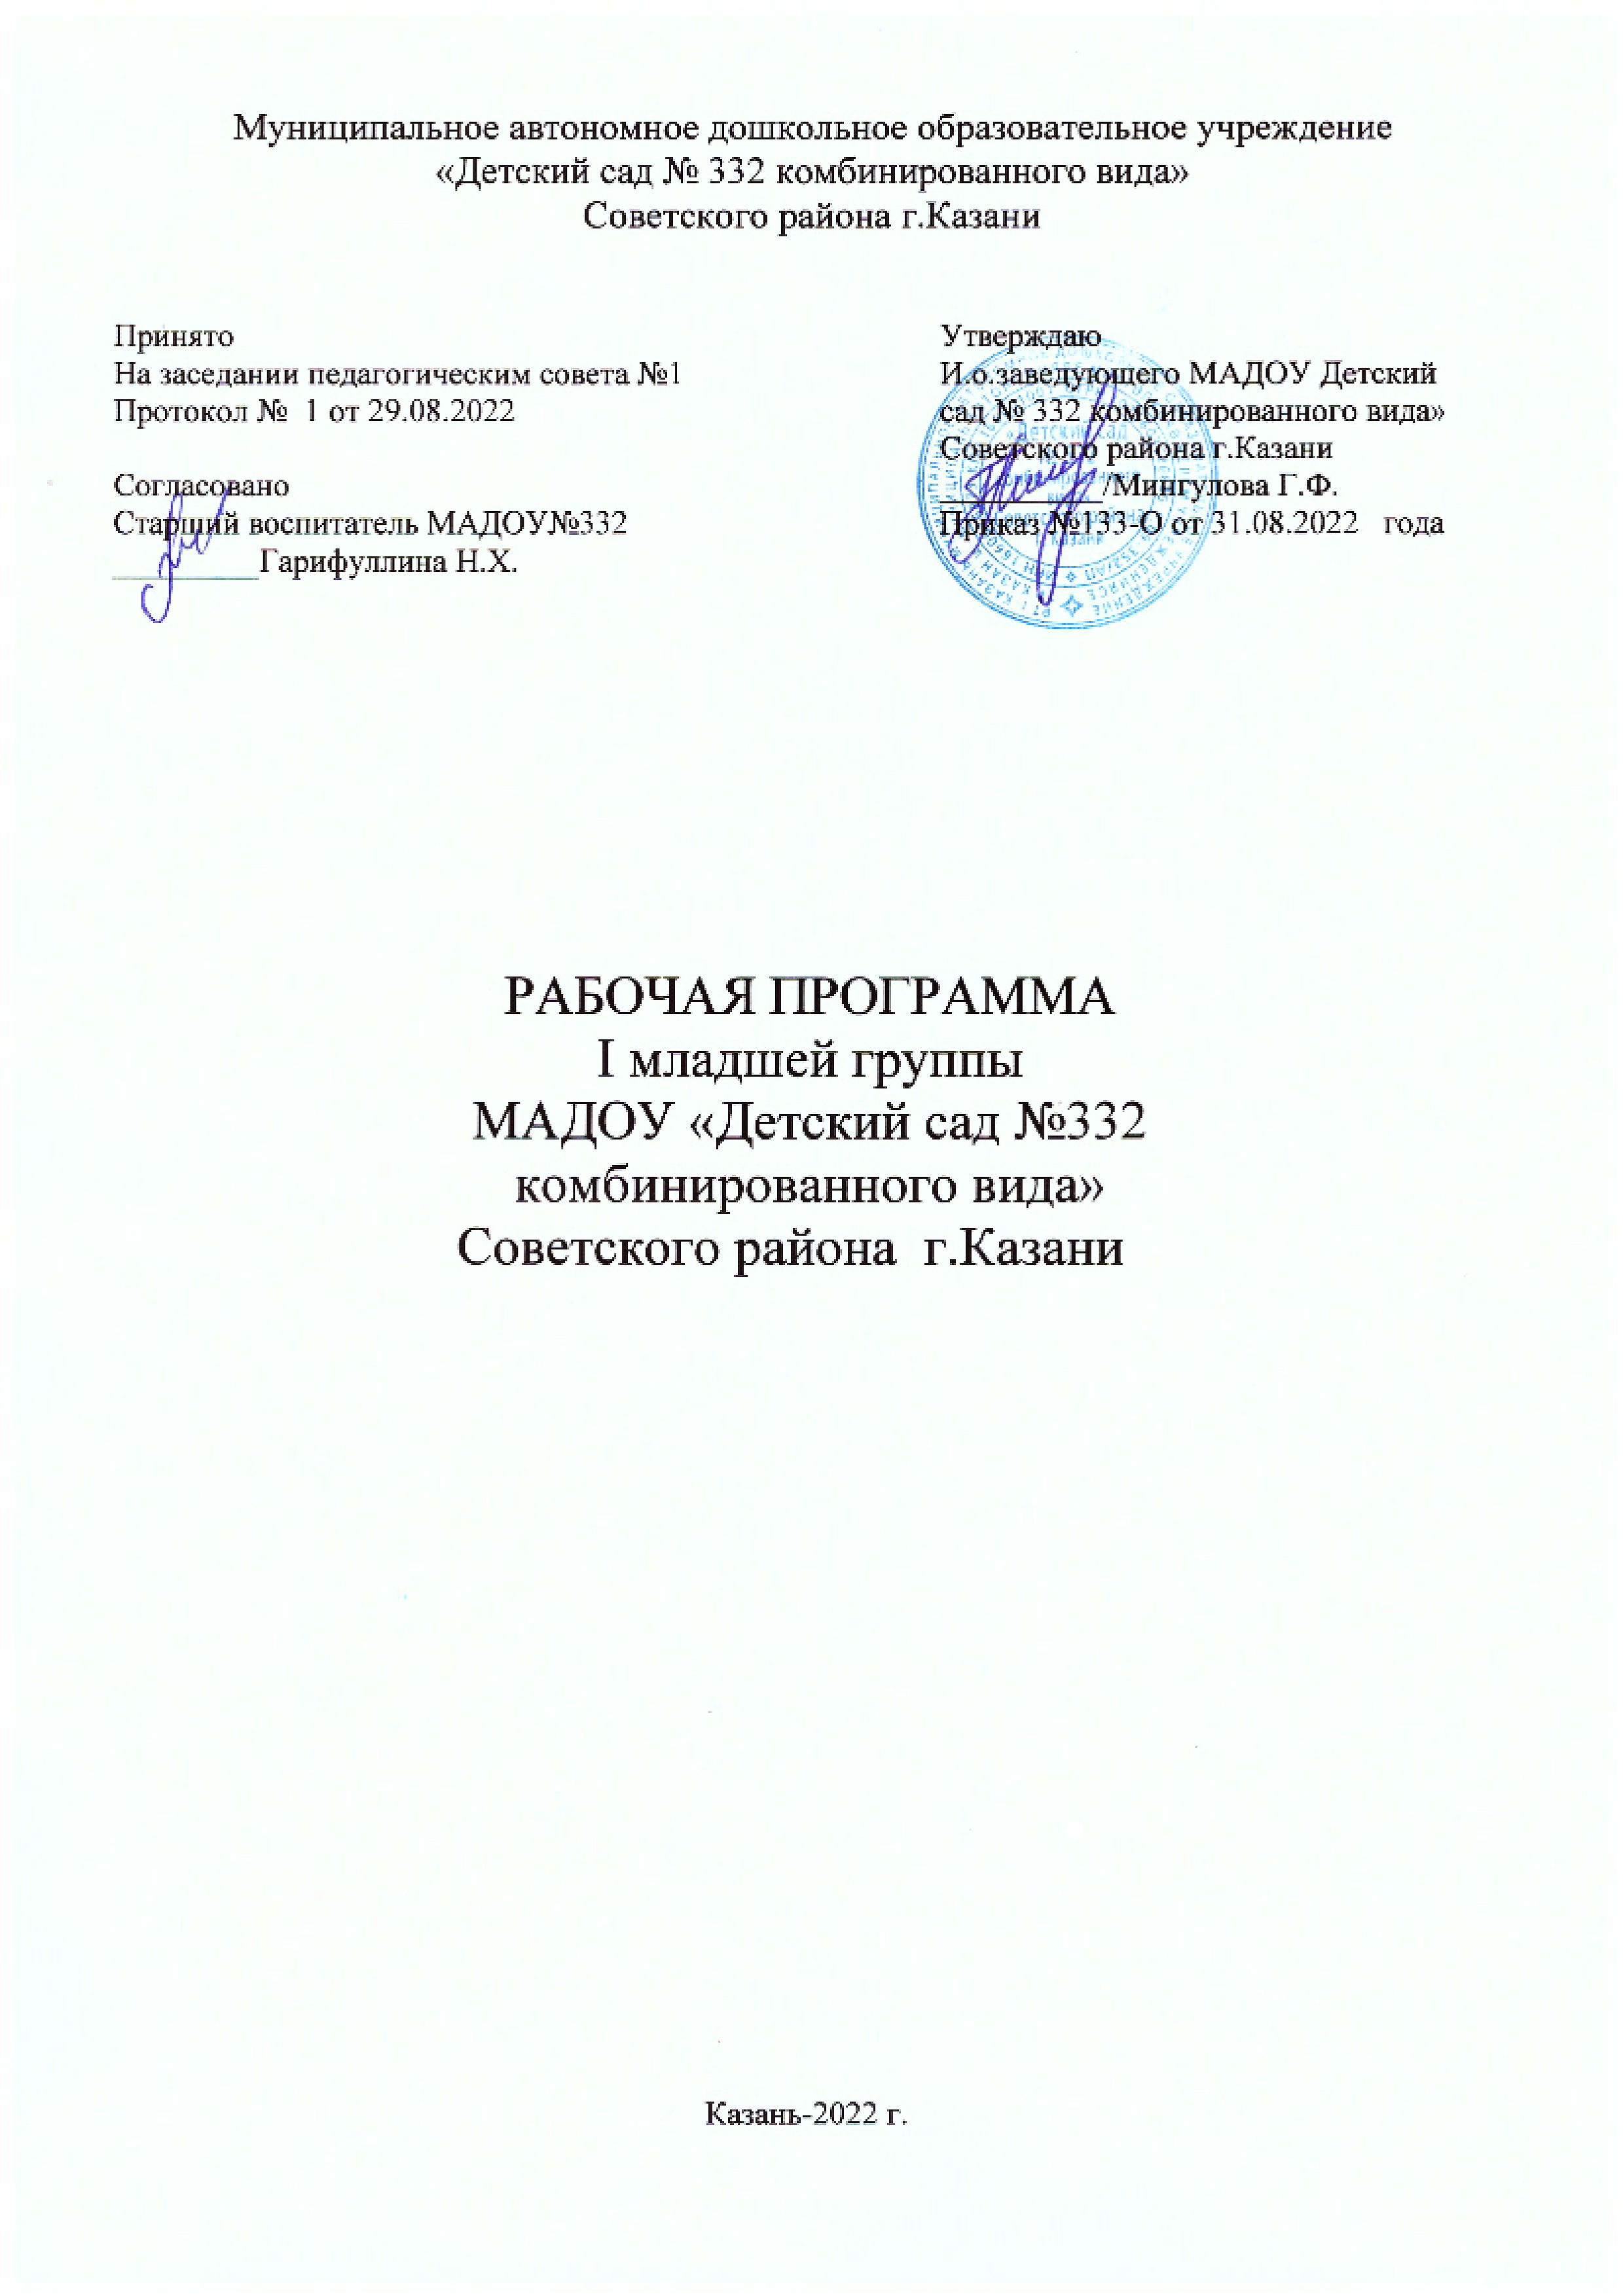 Муниципальное автономное дошкольное образовательное учреждение
«Детский сад № 332 комбинированного вида»
Советского района г.Казани
Принято
На заседании педагогическим совета №1
Протокол № 1 от 29.08.2022
Согласовано
Старший воспитатель МАДОУ№332
_________Гарифуллина Н.Х.
Утверждаю
И.о.заведующего МАДОУ Детский
сад № 332 комбинированного вида»
Советского района г.Казани
__________/Мингулова Г.Ф.
Приказ №133-О от 31.08.2022 года
РАБОЧАЯ ПРОГРАММА
I младшей группы
МАДОУ «Детский сад №332
комбинированного вида»
Советского района г.Казани
Казань-2022 г.